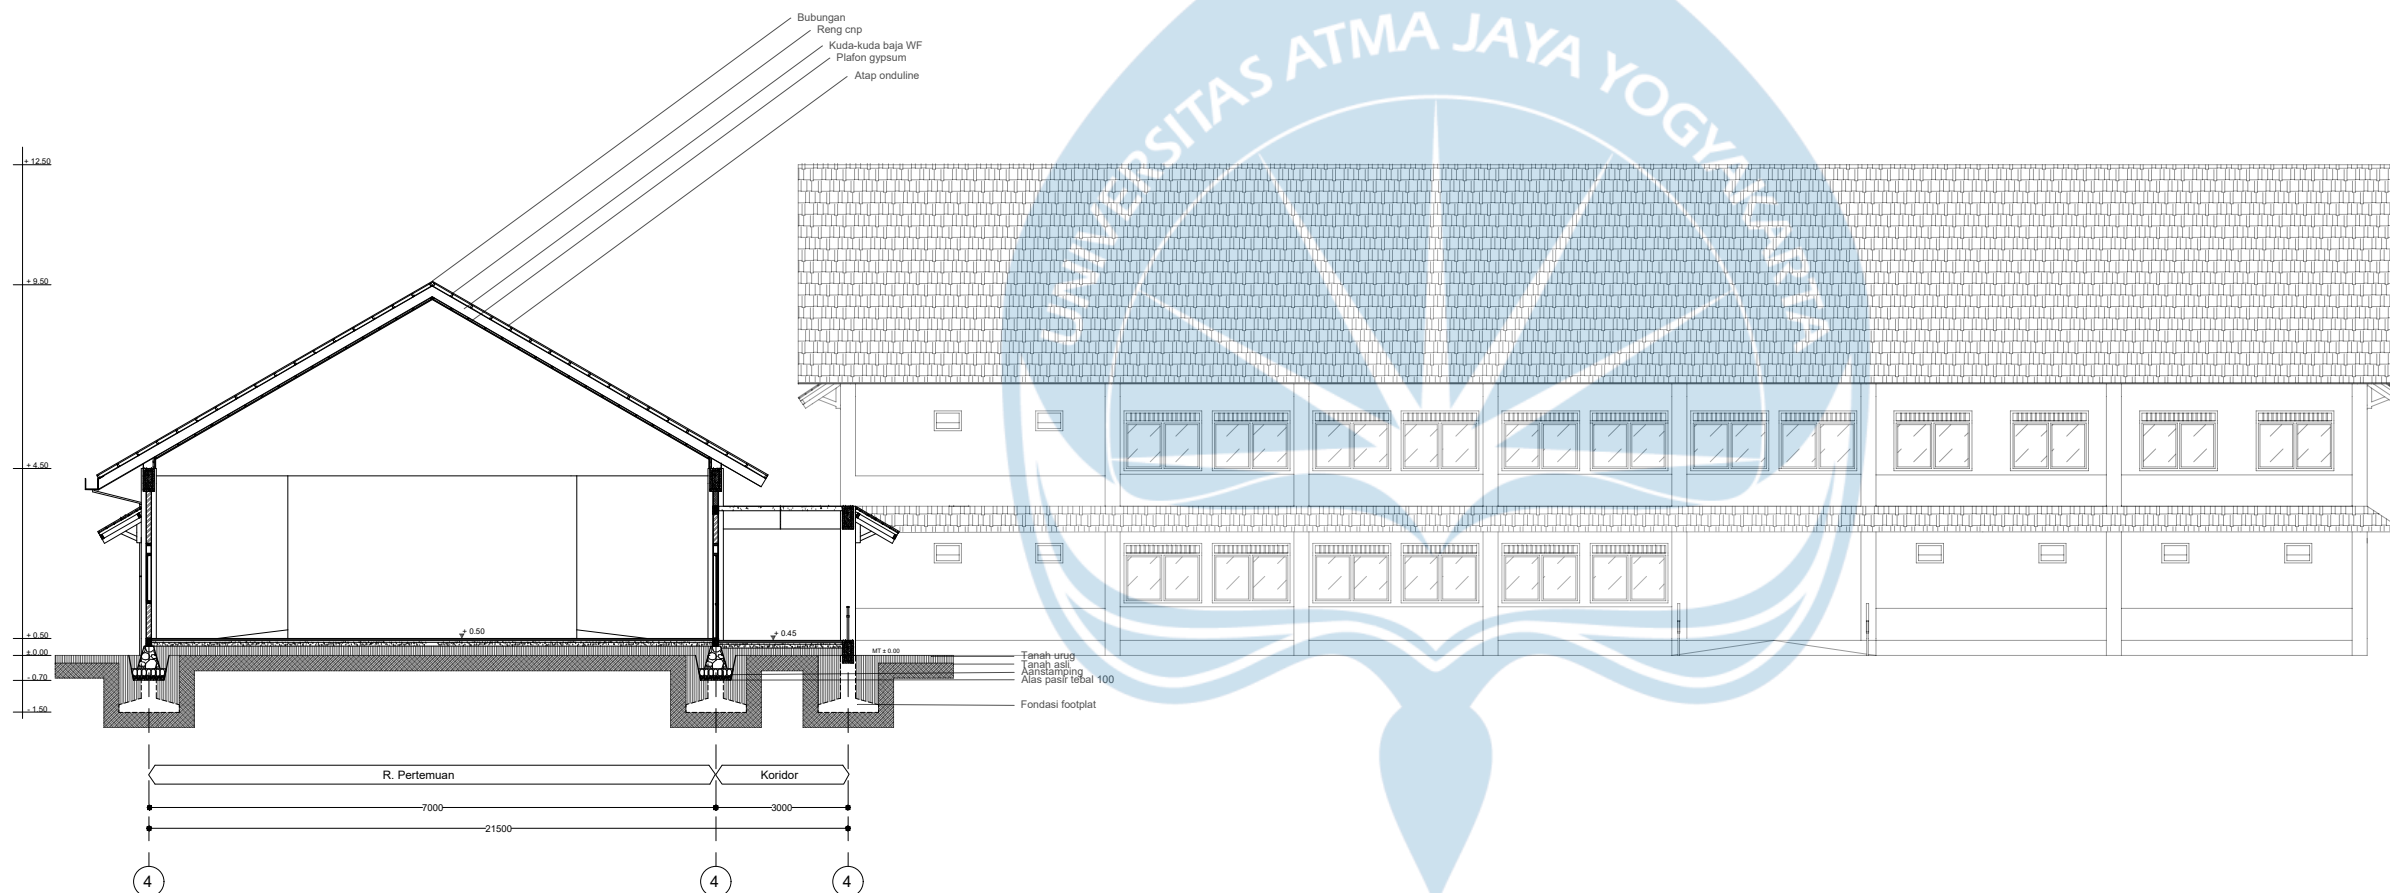 Bubungan
Reng cnp
Kuda-kuda baja WF
Plafon gypsum
Atap onduline
UNIVERSITAS ATMA JAYA YOGYAKARTA
+ 12.50
+ 9.50
+ 4.50
+ 0.50
± 0.00
- 0.70
- 1.50
+ 0.50
+ 0.45
MT ± 0.00
Tanah urug
Tanah asli
Aanstamping
Alas pasir tebal 100
Fondasi footplat
R. Pertemuan
Koridor
7000
3000
21500
4
4
4